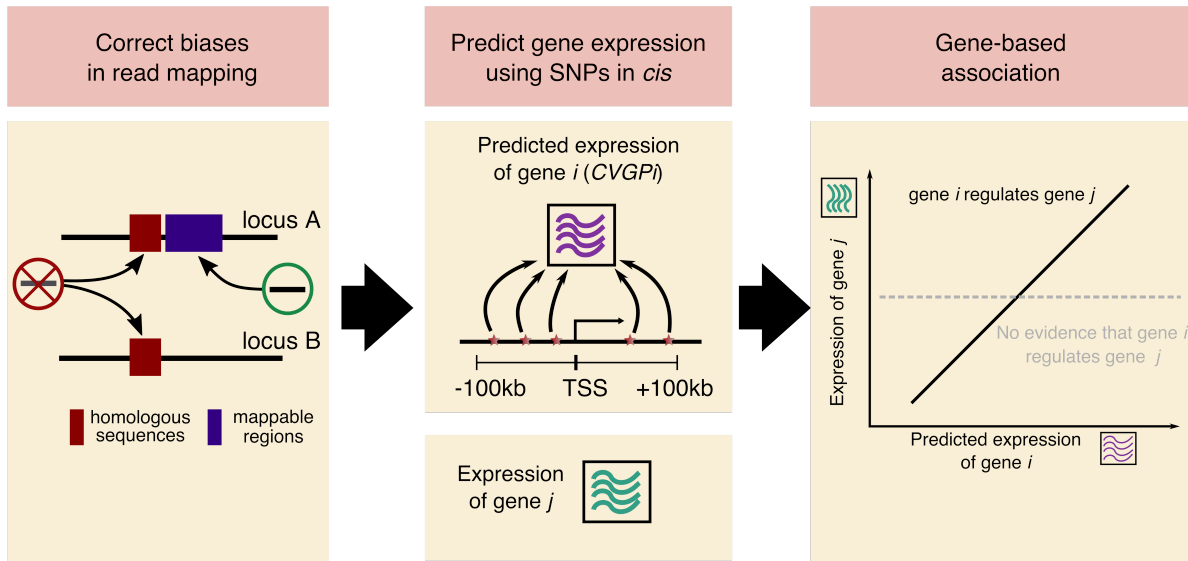 Correct biases
in read mapping
locus A
locus B
homologous
sequences
mappable
regions
Predict gene expression
using SNPs in cis
Predicted expression
of gene i (CVGPi)
-100kb
TSS
+100kb
Expression
of gene j
Gene-based
association
gene i regulates gene j
No evidence that gene i
regulates gene j
Expression of gene j
Predicted expression
of gene i